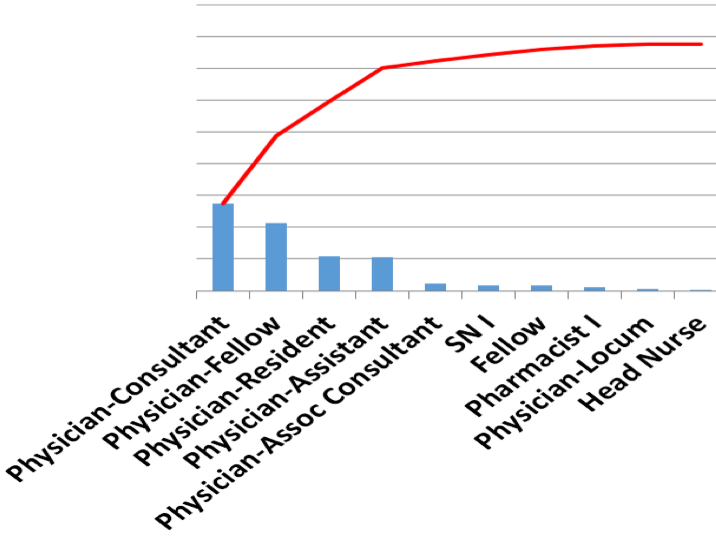 Physician-Consultant
Physician-Fellow
Physician-Resident
Physician-Assistant
Physician-Assoc Consultant
SN I
Fellow
Pharmacist I
Physician-Locum
Head Nurse